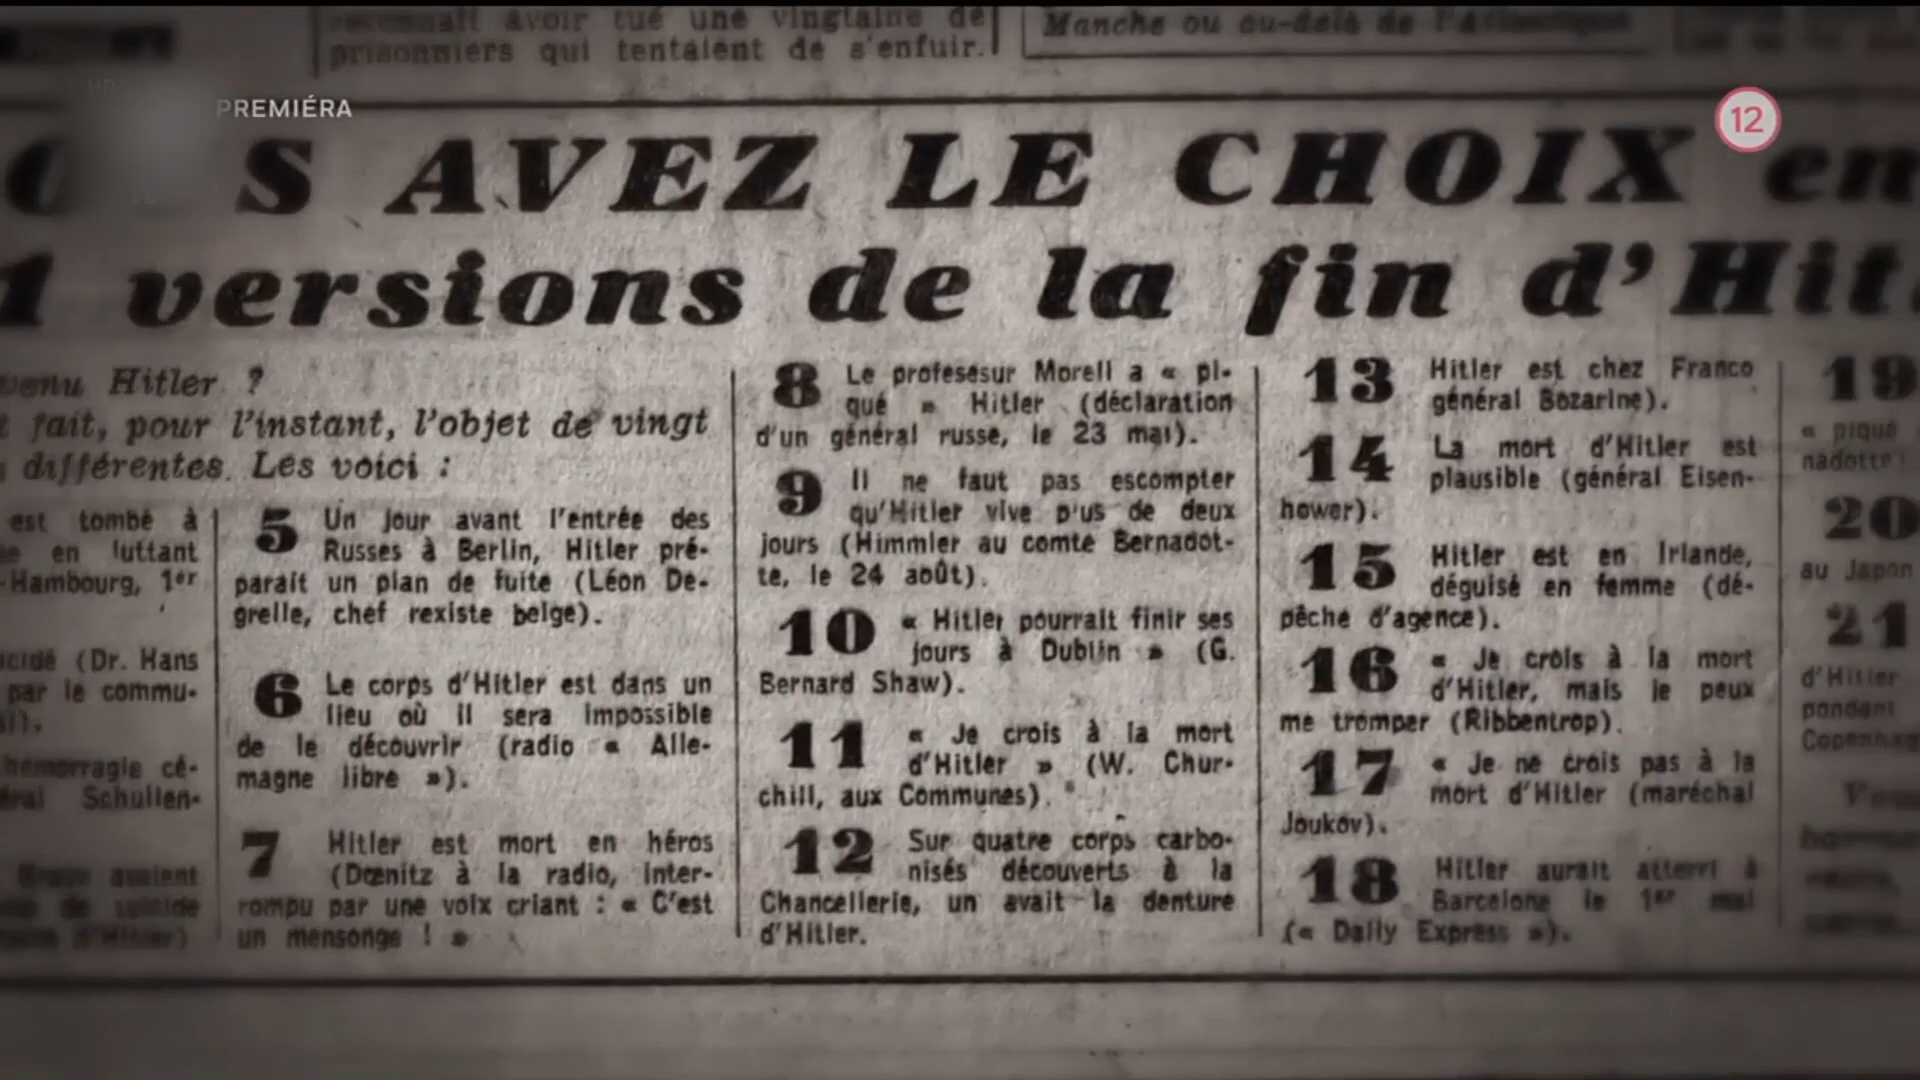 reconnaît avoir tué une vingtaine de
prisonniers qui tentaient de s'enfuir.
Manche ou au-delà de l'Atlantique
PREMIÉRA
12
S AVEZ LE CHOIX en
1 versions de la fin d'Hit
venu Hitler ?
fait, pour l'instant, l'objet de vingt
différentes. Les voici :
est tombé à
en luttant
-Hambourg, 1er
(Dr. Hans
par le commu-
hémorragie cé-
Schullen-
avaient
de suicide
d'Hitler)
5 Un jour avant l'entrée des
Russes à Berlin, Hitler pré-
parait un plan de fuite (Léon De-
grelle, chef rexiste belge).
6 Le corps d'Hitler est dans un
lieu où il sera impossible
de le découvrir (radio « Alle-
magne libre »).
7 Hitler est mort en héros
(Dœnitz à la radio, inter-
rompu par une voix criant : « C'est
un mensonge ! »
8 Le profesésur Morell a « pi-
qué » Hitler (déclaration
d'un général russe, le 23 mai).
9 Il ne faut pas escompter
qu'Hitler vive p'us de deux
jours (Himmler au comte Bernadot-
te, le 24 août).
10 « Hitler pourrait finir ses
jours à Dublin » (G.
Bernard Shaw).
11 « Je crois à la mort
d'Hitler » (W. Chur-
chill, aux Communes).
12 Sur quatre corps carbo-
nisés découverts à la
Chancellerie, un avait la denture
d'Hitler.
13 Hitler est chez Franco
général Bozarine).
14 La mort d'Hitler est
plausible (général Eisen-
hower).
15 Hitler est en Irlande,
déguisé en femme (dé-
pêche d'agence).
16 « Je crois à la mort
d'Hitler, mais je peux
me tromper (Ribbentrop).
17 « Je ne crois pas à la
mort d'Hitler (maréchal
Joukov).
18 Hitler aurait atterri à
Barcelone le 1er mai
(« Daily Express »).
19
« piqué
nadotte
20
au Japon
21
d'Hitler
pondant
Copenhag